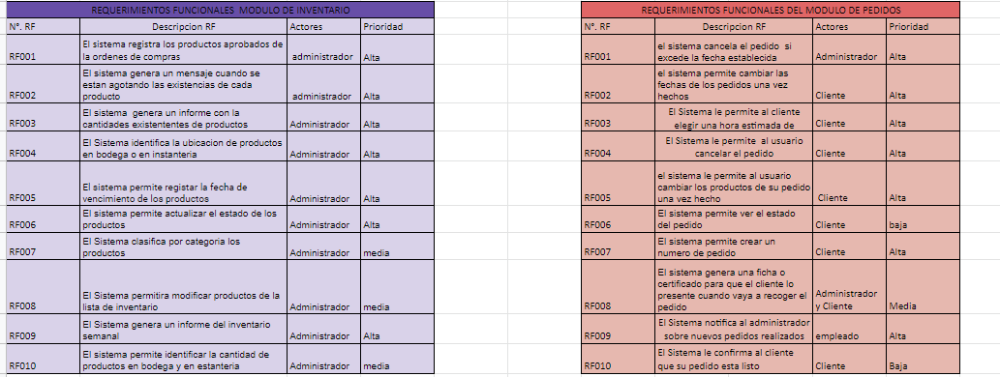 REQUERIMIENTOS FUNCIONALES MODULO DE INVENTARIO
N°. RF Descripcion RF Actores Prioridad
El sistema registra los productos aprobados de
RF001 la ordenes de compras administrador Alta
El sistema genera un mensaje cuando se
estan agotando las existencias de cada
RF002 producto administrador Alta
El sistema genera un informe con la
RF003 cantidades existententes de productos Administrador Alta
El Sistema identifica la ubicacion de productos
RF004 en bodega o en instanteria Administrador Alta
El sistema permite registar la fecha de
RF005 vencimiento de los productos Administrador Alta
El sistema permite actualizar el estado de los
RF006 productos Administrador Alta
El Sistema clasifica por categoria los
RF007 productos Administrador media
El Sistema permitira modificar productos de la
RF008 lista de inventario Administrador media
El Sistema genera un informe del inventario
RF009 semanal Administrador Alta
El sistema permite identificar la cantidad de
RF010 productos en bodega y en estanteria Administrador media
REQUERIMIENTOS FUNCIONALES DEL MODULO DE PEDIDOS
N°. RF Descripcion RF Actores Prioridad
el sistema cancela el pedido si
RF001 excede la fecha establecida Administrador Alta
el sistema permite cambiar las
fechas de los pedidos una vez
RF002 hechos Cliente Alta
El Sistema le permite al cliente
RF003 elegir una hora estimada de Cliente Alta
El Sistema le permite al usuario
RF004 cancelar el pedido Cliente Alta
el sistema le permite al usuario
cambiar los productos de su pedido
RF005 una vez hecho Cliente Alta
El sistema permite ver el estado
RF006 del pedido Cliente baja
El sistema permite crear un
RF007 numero de pedido Cliente Alta
El sistema genera una ficha o
certificado para que el cliente lo
presente cuando vaya a recoger el Administrador
RF008 pedido y Cliente Media
El Sistema notifica al administrador
RF009 sobre nuevos pedidos realizados empleado Alta
El Sistema le confirma al cliente
RF010 que su pedido esta listo Cliente Baja